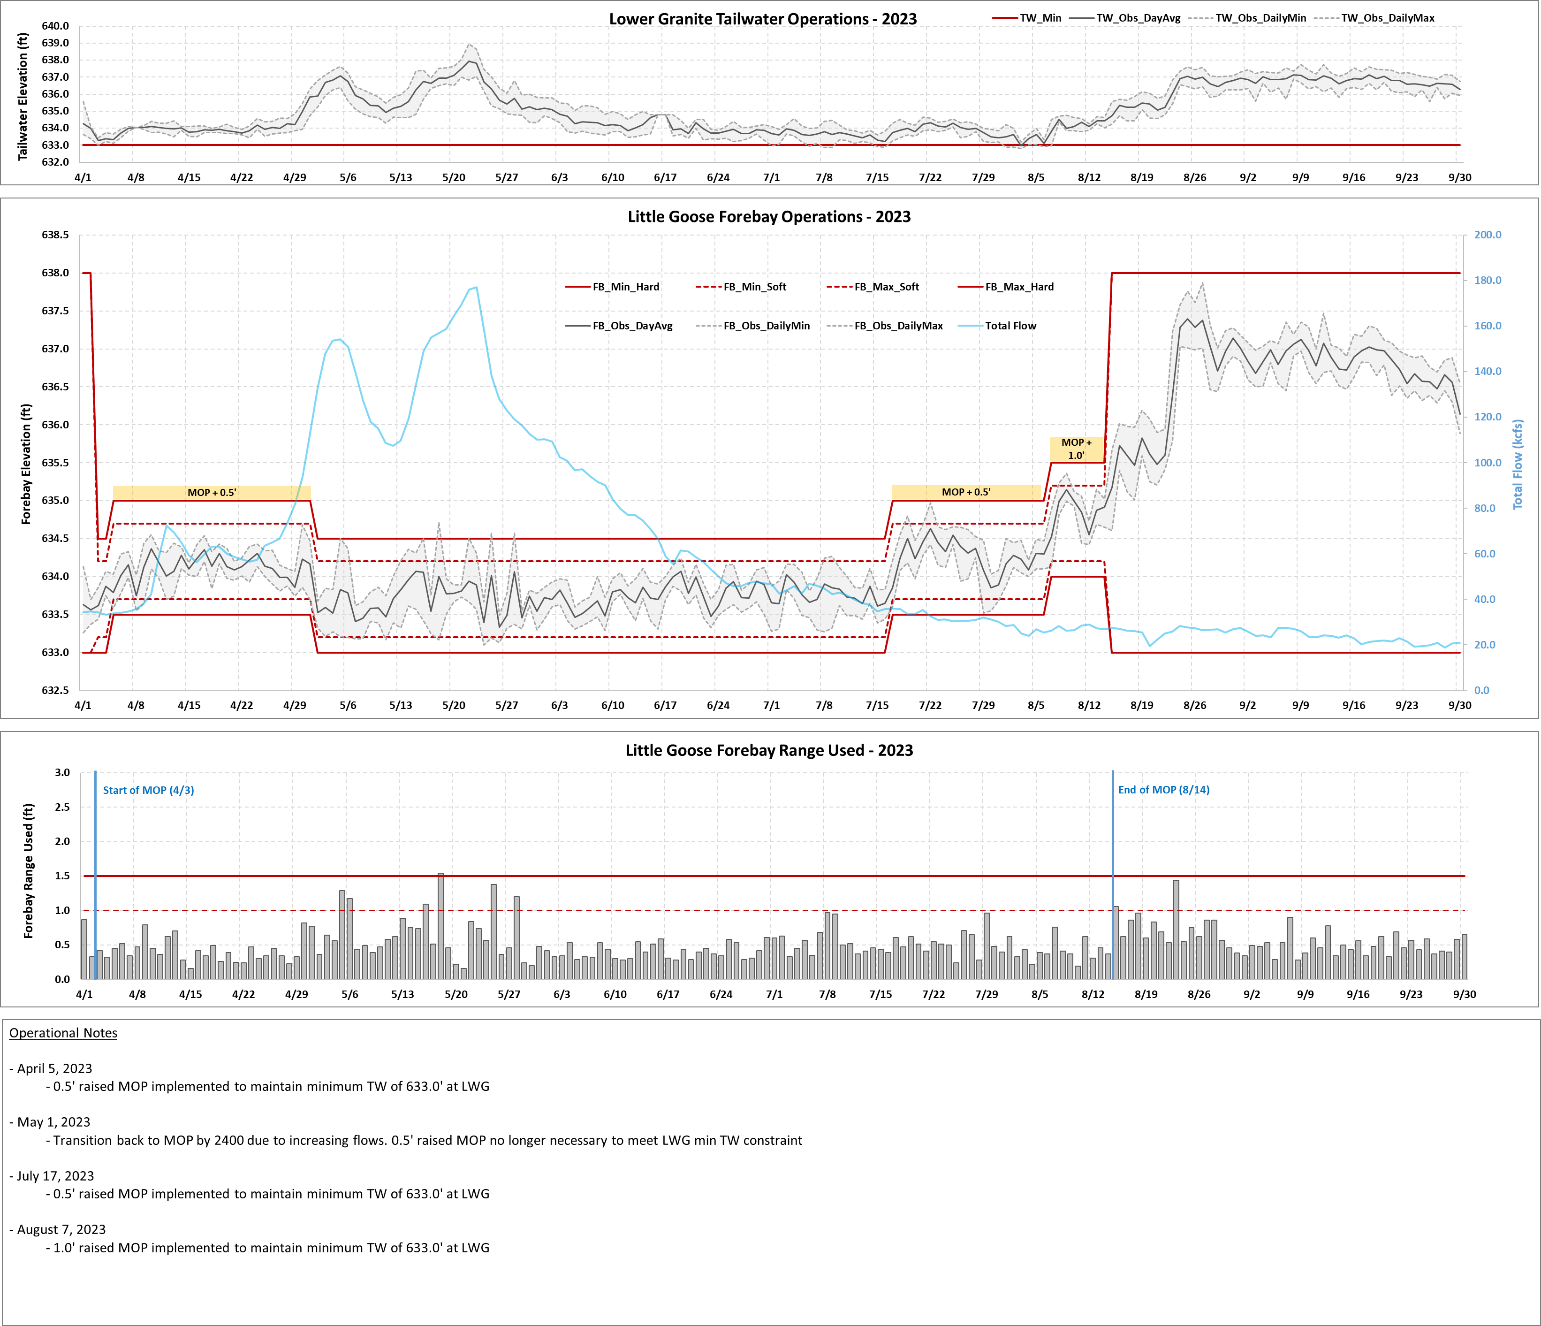 Lower Granite Tailwater Operations - 2023
TW_Min TW_Obs_DayAvg TW_Obs_DailyMin TW_Obs_DailyMax
Tailwater Elevation (ft)
640.0
639.0
638.0
637.0
636.0
635.0
634.0
633.0
632.0
4/1 4/8 4/15 4/22 4/29 5/6 5/13 5/20 5/27 6/3 6/10 6/17 6/24 7/1 7/8 7/15 7/22 7/29 8/5 8/12 8/19 8/26 9/2 9/9 9/16 9/23 9/30
Little Goose Forebay Operations - 2023
Forebay Elevation (ft)
638.5
638.0
637.5
637.0
636.5
636.0
635.5
635.0
634.5
634.0
633.5
633.0
632.5
FB_Min_Hard FB_Min_Soft FB_Max_Soft FB_Max_Hard
FB_Obs_DayAvg FB_Obs_DailyMin FB_Obs_DailyMax Total Flow
MOP + 0.5'
MOP + 0.5'
MOP +
1.0'
200.0
180.0
160.0
140.0
120.0
100.0
80.0
60.0
40.0
20.0
0.0
Total Flow (kcfs)
4/1 4/8 4/15 4/22 4/29 5/6 5/13 5/20 5/27 6/3 6/10 6/17 6/24 7/1 7/8 7/15 7/22 7/29 8/5 8/12 8/19 8/26 9/2 9/9 9/16 9/23 9/30
Little Goose Forebay Range Used - 2023
Forebay Range Used (ft)
3.0
2.5
2.0
1.5
1.0
0.5
0.0
Start of MOP (4/3)
End of MOP (8/14)
4/1 4/8 4/15 4/22 4/29 5/6 5/13 5/20 5/27 6/3 6/10 6/17 6/24 7/1 7/8 7/15 7/22 7/29 8/5 8/12 8/19 8/26 9/2 9/9 9/16 9/23 9/30
Operational Notes
- April 5, 2023
- 0.5' raised MOP implemented to maintain minimum TW of 633.0' at LWG
- May 1, 2023
- Transition back to MOP by 2400 due to increasing flows. 0.5' raised MOP no longer necessary to meet LWG min TW constraint
- July 17, 2023
- 0.5' raised MOP implemented to maintain minimum TW of 633.0' at LWG
- August 7, 2023
- 1.0' raised MOP implemented to maintain minimum TW of 633.0' at LWG